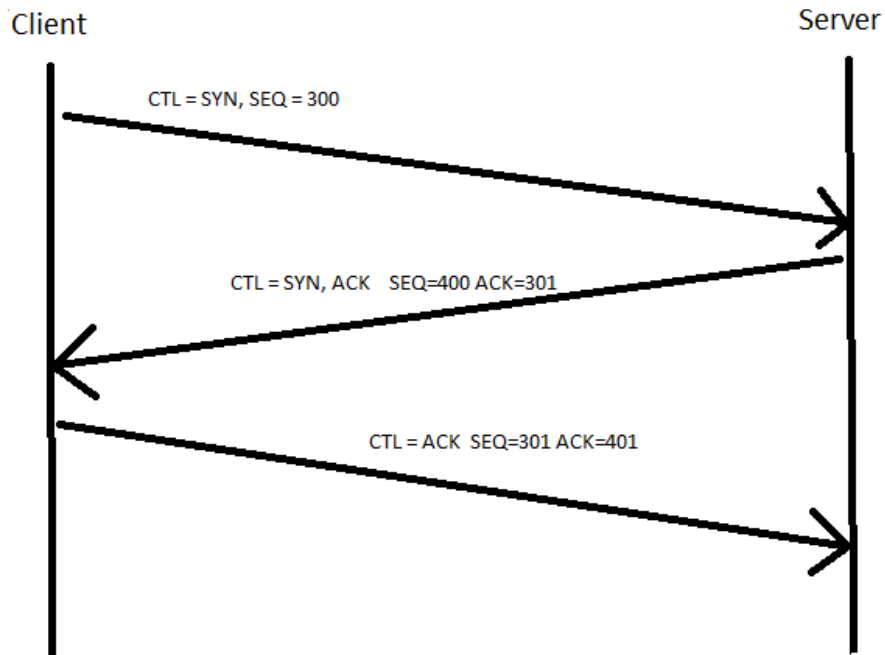 Client
Server
CTL = SYN, SEQ = 300
CTL = SYN, ACK SEQ=400 ACK=301
CTL = ACK SEQ=301 ACK=401